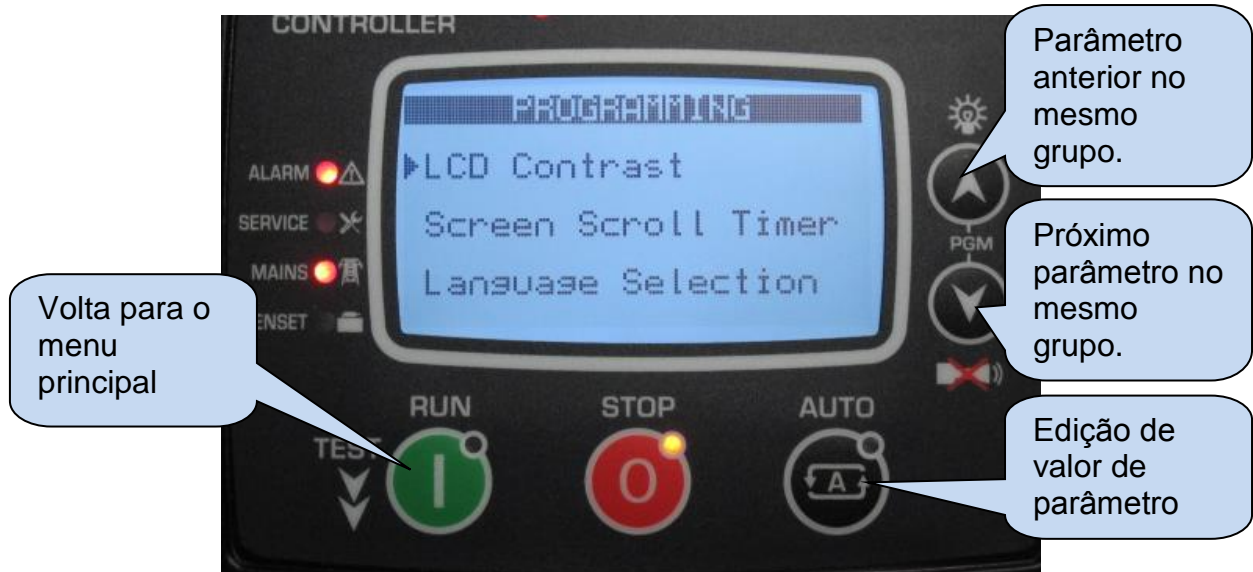 CONTROLLER
Parâmetro
anterior no
mesmo
grupo.
PROGRAMMING
LCD Contrast
Screen Scroll Timer
Language Selection
ALARM
SERVICE
MAINS
ENSET
PGM
Próximo
parâmetro no
mesmo
grupo.
Volta para o
menu
principal
RUN
STOP
AUTO
TEST
I
O
A
Edição de
valor de
parâmetro